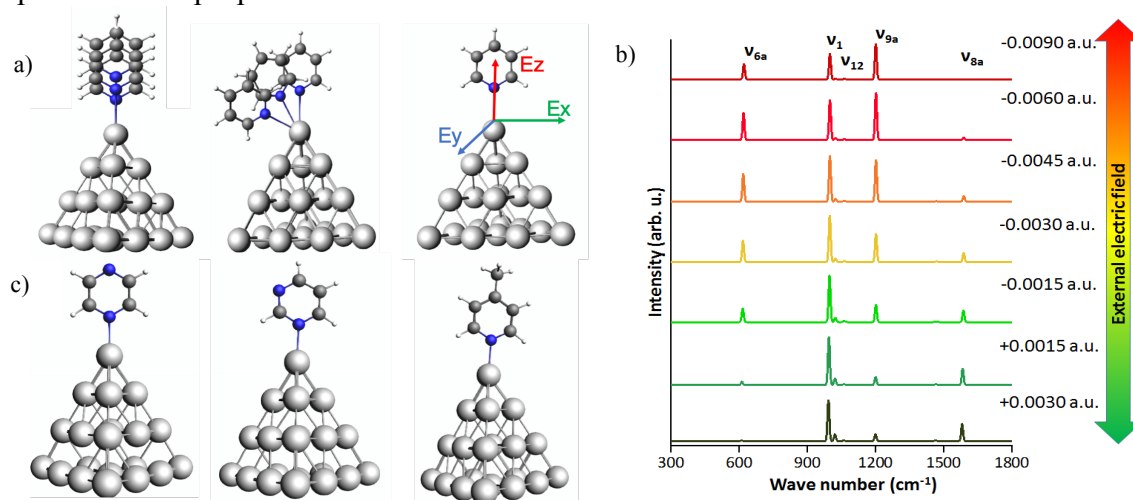 a)
Ez
Ex
Ey
c)
b)
ν6a
ν1
ν12
ν9a
ν8a
-0.0090 a.u.
-0.0060 a.u.
-0.0045 a.u.
-0.0030 a.u.
-0.0015 a.u.
+0.0015 a.u.
+0.0030 a.u.
Intensity (arb. u.)
300 600 900 1200 1500 1800
Wave number (cm⁻¹)
External electric field